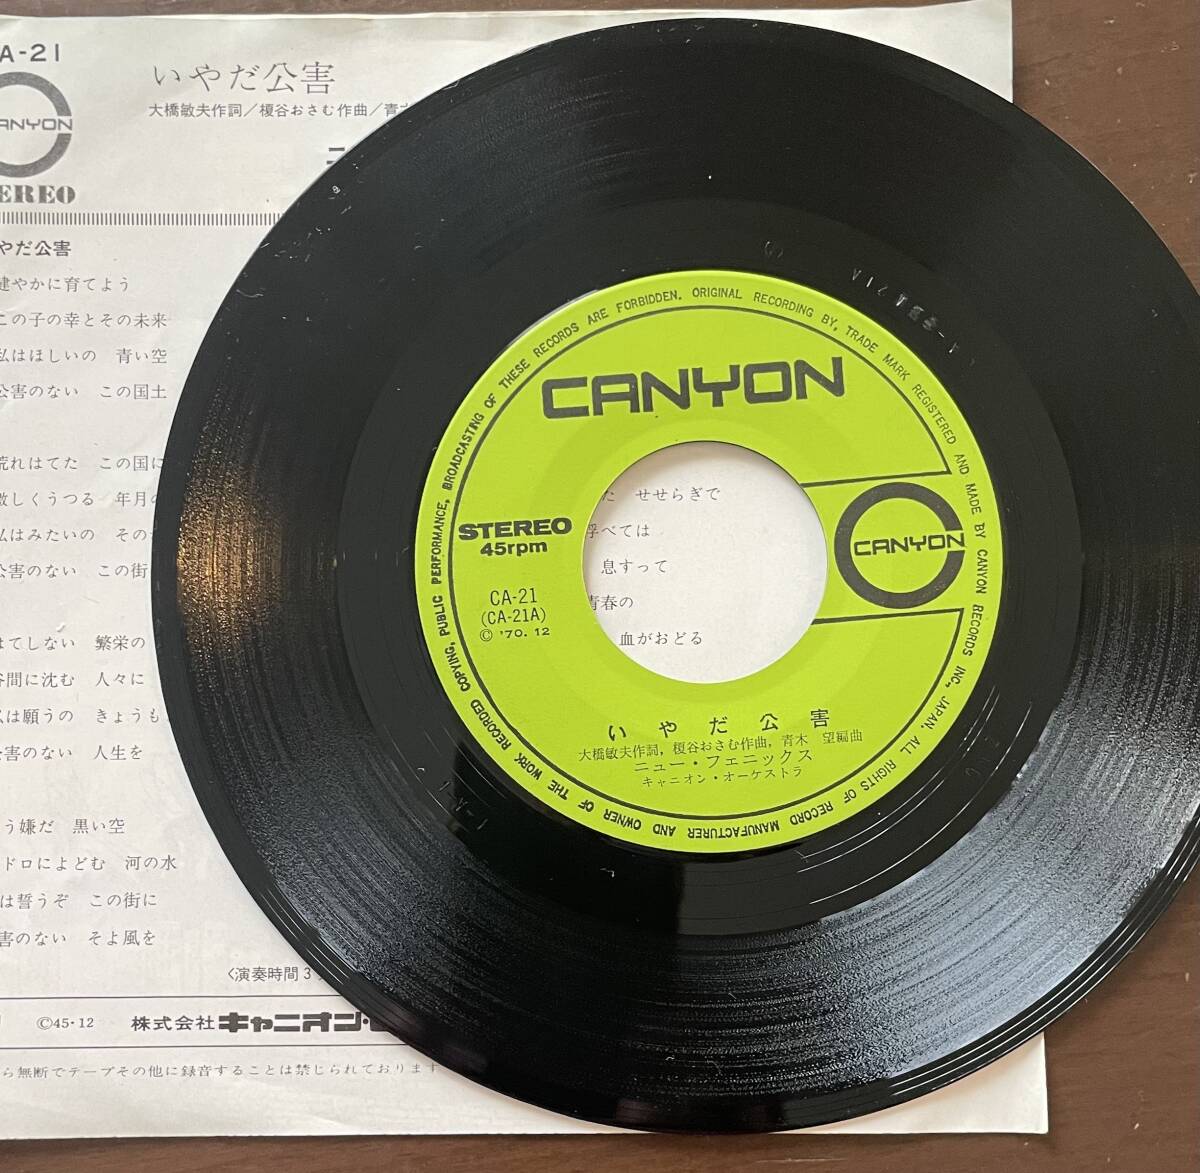 A-21
CANYON
STEREO
いやだ公害
大橋敏夫作詞／榎谷おさむ作曲／青
やだ公害
健やかに育てよう
この子の幸とその未来
私はほしいの 青い空
公害のない この国土
荒れはてた この国に
激しくうつる 年月
私はみたいの その
公害のない この街
はてしない 繁栄の
谷間に沈む 人々に
私は願うの きょうも
公害のない 人生を
う嫌だ 黒い空
ドロによどむ 河の水
は誓うぞ この街に
害のない そよ風を
〈演奏時間3
©45・12 株式会社キャニオン・
ら無断でテープその他に録音することは禁じられております
た せせらぎで
浮べては
息すって
青春の
血がおどる
CANYON
STEREO
45rpm
CA-21
(CA-21A)
© '70. 12
CANYON
いやだ公害
大橋敏夫作詞, 榎谷おさむ作曲, 青木 望編曲
ニュー・フェニックス
キャニオン・オーケストラ
ORIGINAL RECORDING BY, TRADE MARK REGISTERED AND MADE BY CANYON RECORDS INC., JAPAN. ALL RIGHTS OF RECORD MANUFACTURER AND OWNER OF THE WORK RECORDED COPYING, PUBLIC PERFORMANCE, BROADCASTING OF THESE RECORDS ARE FORBIDDEN.